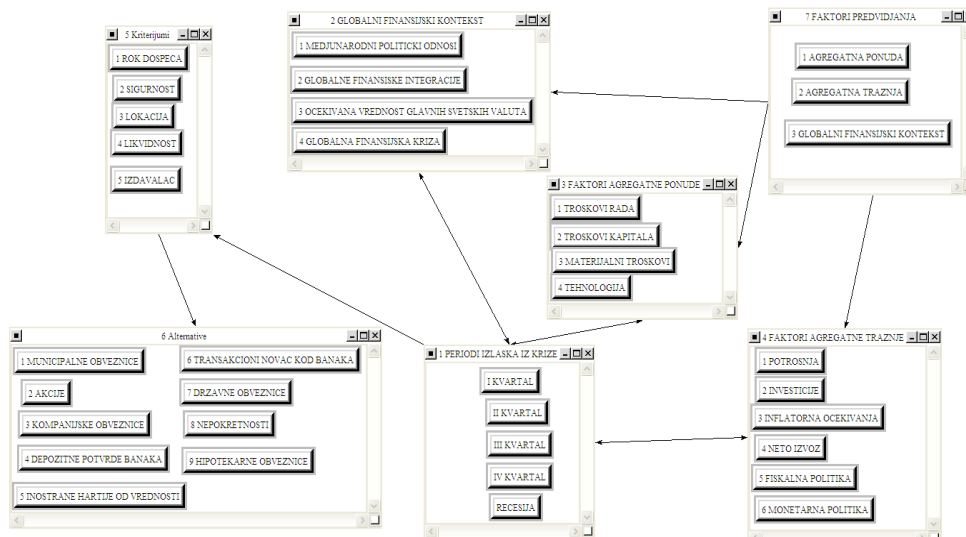 5 Kriterijumi
1 ROK DOSPECA
2 SIGURNOST
3 LOKACIJA
4 LIKVIDNOST
5 IZDAVALAC
2 GLOBALNI FINANSIJSKI KONTEKST
1 MEDJUNARODNI POLITICKI ODNOSI
2 GLOBALNE FINANSISKE INTEGRACIJE
3 OCEKIVANA VREDNOST GLAVNIH SVETSKIH VALUTA
4 GLOBALNA FINANSIJSKA KRIZA
7 FAKTORI PREDVIDJANJA
1 AGREGATNA PONUDA
2 AGREGATNA TRAZNJA
3 GLOBALNI FINANSIJSKI KONTEKST
3 FAKTORI AGREGATNE PONUDE
1 TROSKOVI RADA
2 TROSKOVI KAPITALA
3 MATERIJALNI TROSKOVI
4 TEHNOLOGIJA
6 Alternative
1 MUNICIPALNE OBVEZNICE
2 AKCIJE
3 KOMPANIJSKE OBVEZNICE
4 DEPOZITNE POTVRDE BANAKA
5 INOSTRANE HARTIJE OD VREDNOSTI
6 TRANSAKCIONI NOVAC KOD BANAKA
7 DRZAVNE OBVEZNICE
8 NEPOKRETNOSTI
9 HIPOTEKARNE OBVEZNICE
1 PERIODI IZLASKA IZ KRIZE
I KVARTAL
II KVARTAL
III KVARTAL
IV KVARTAL
RECESIJA
4 FAKTORI AGREGATNE TRAZNJE
1 POTROSNJA
2 INVESTICIJE
3 INFLATORNA OCEKIVANJA
4 NETO IZVOZ
5 FISKALNA POLITIKA
6 MONETARNA POLITIKA